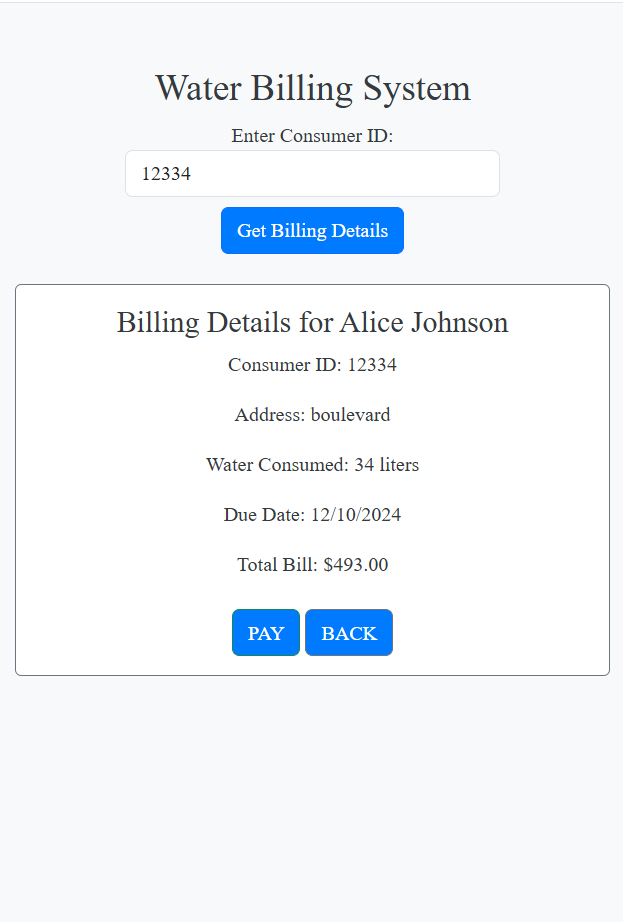 Water Billing System
Enter Consumer ID:
12334
Get Billing Details
Billing Details for Alice Johnson
Consumer ID: 12334
Address: boulevard
Water Consumed: 34 liters
Due Date: 12/10/2024
Total Bill: $493.00
PAY BACK